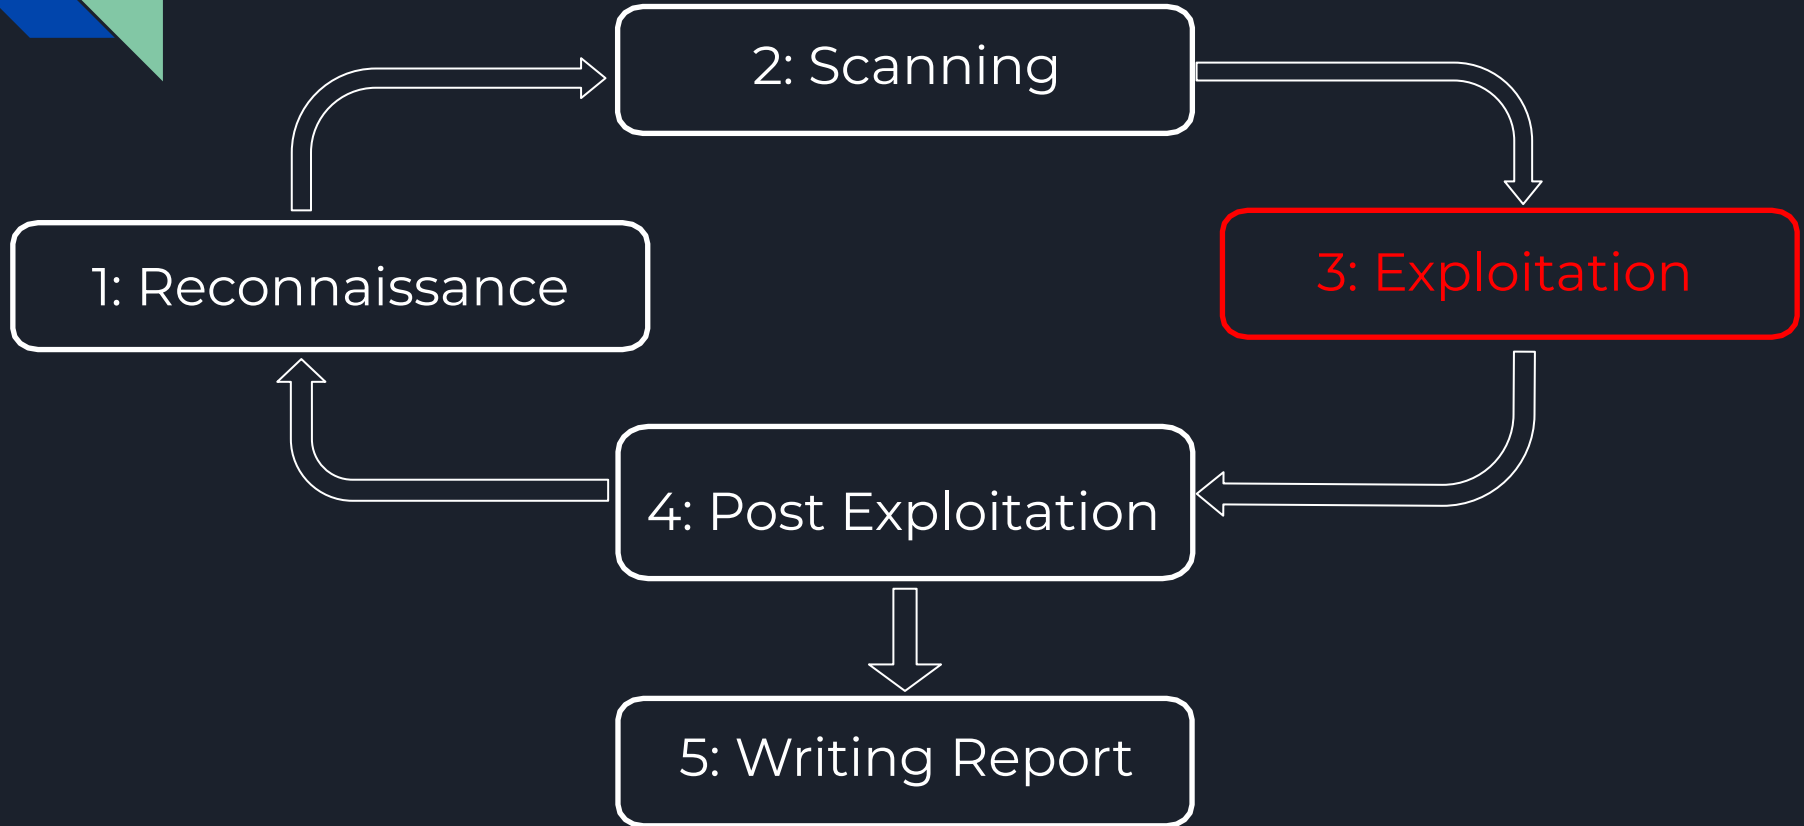 2: Scanning
1: Reconnaissance
3: Exploitation
4: Post Exploitation
5: Writing Report